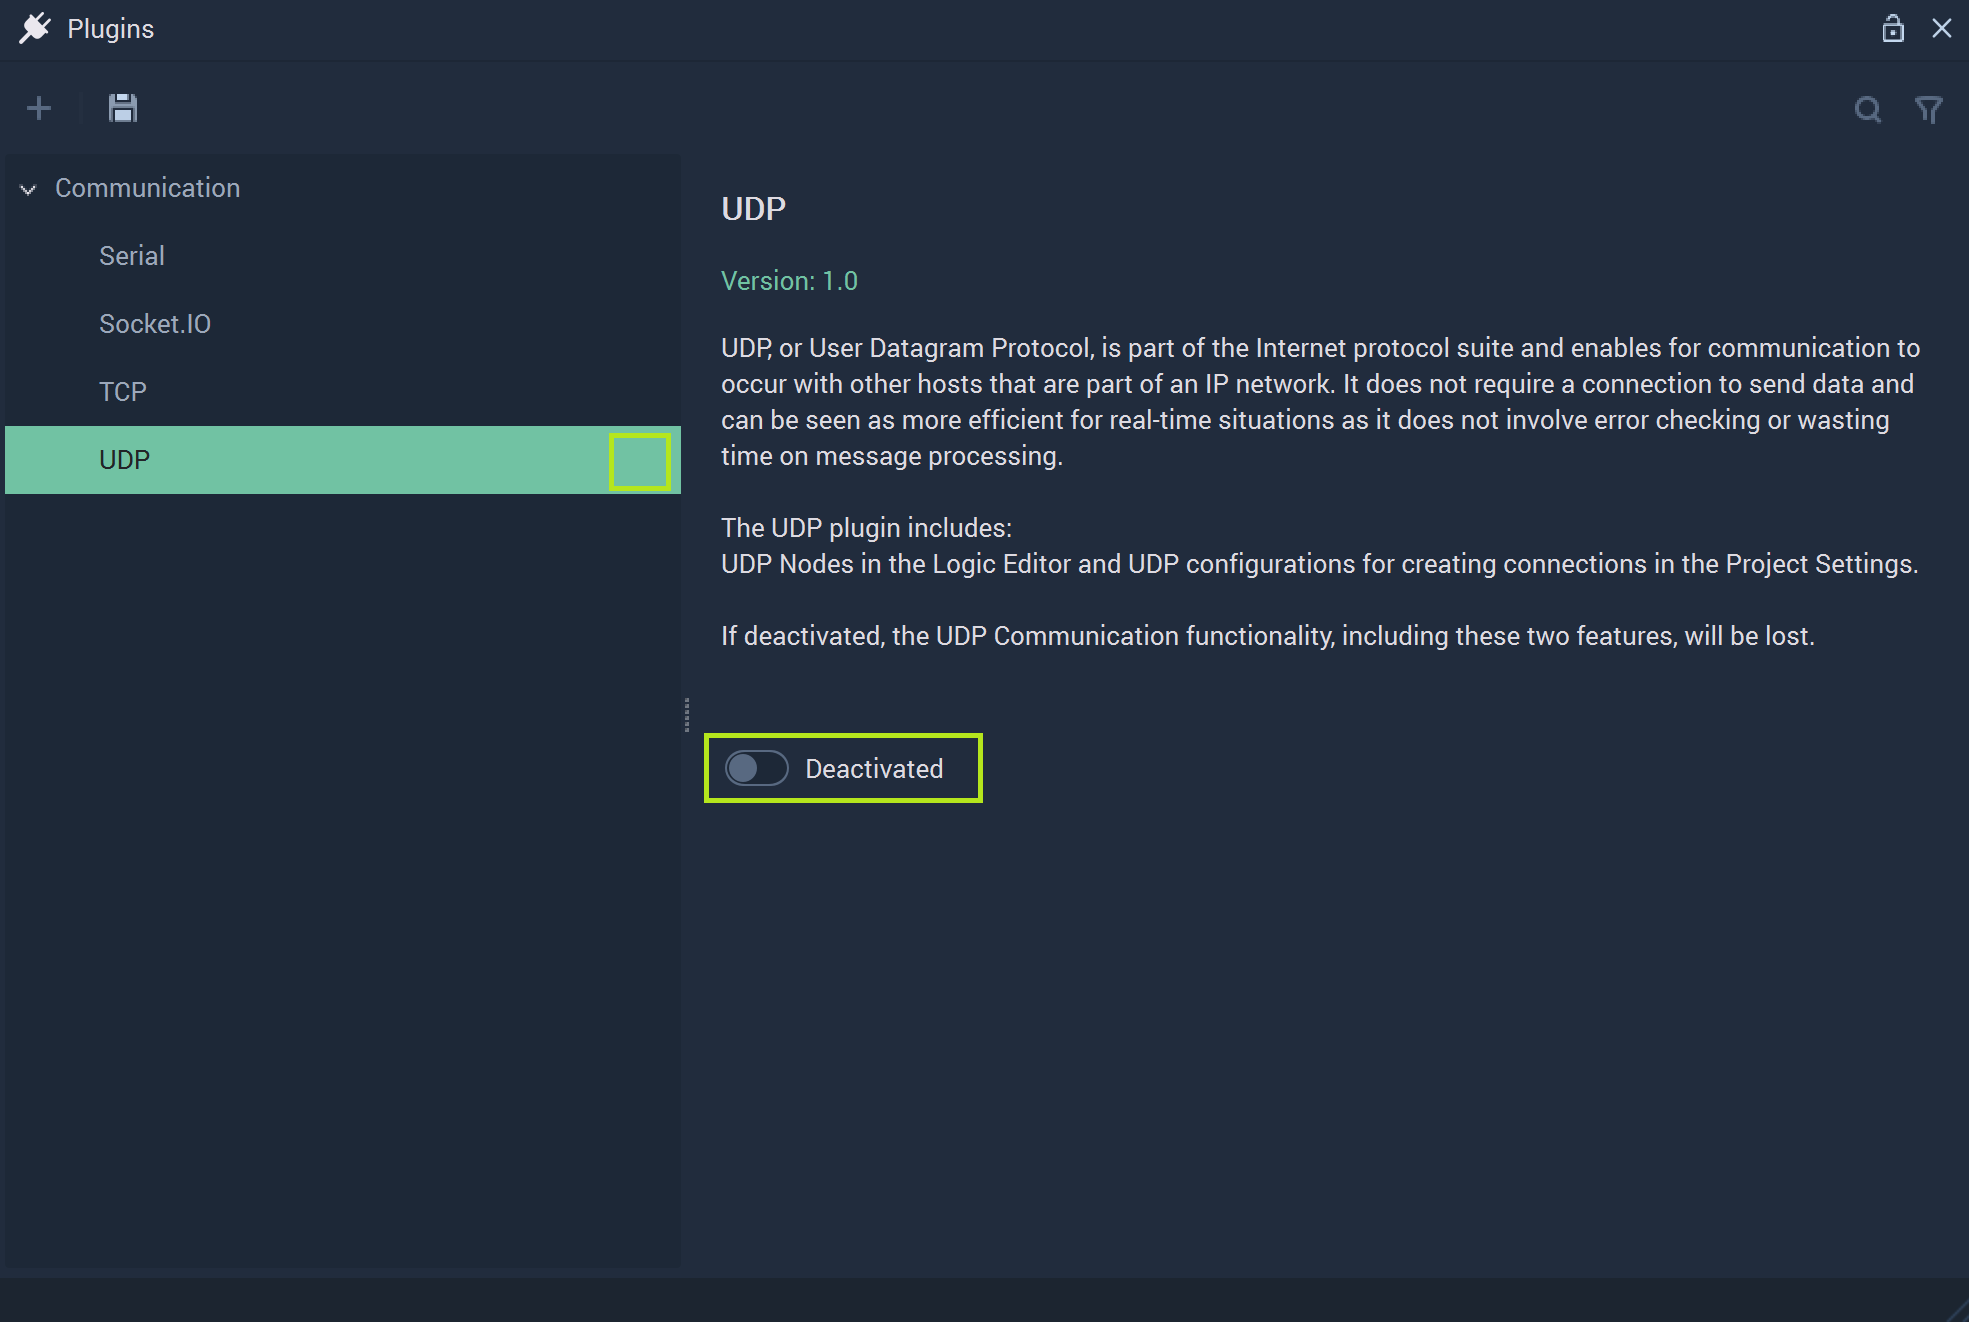 Plugins
Communication
Serial
Socket.IO
TCP
UDP
UDP
Version: 1.0
UDP, or User Datagram Protocol, is part of the Internet protocol suite and enables for communication to
occur with other hosts that are part of an IP network. It does not require a connection to send data and
can be seen as more efficient for real-time situations as it does not involve error checking or wasting
time on message processing.
The UDP plugin includes:
UDP Nodes in the Logic Editor and UDP configurations for creating connections in the Project Settings.
If deactivated, the UDP Communication functionality, including these two features, will be lost.
Deactivated